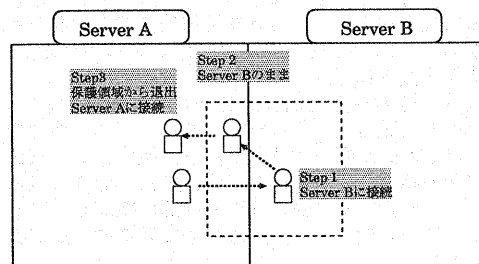 Server A
Server B
Step 2
Server Bのまま
Step3
保護領域から退出
Server Aに接続
Step 1
Server Bに接続